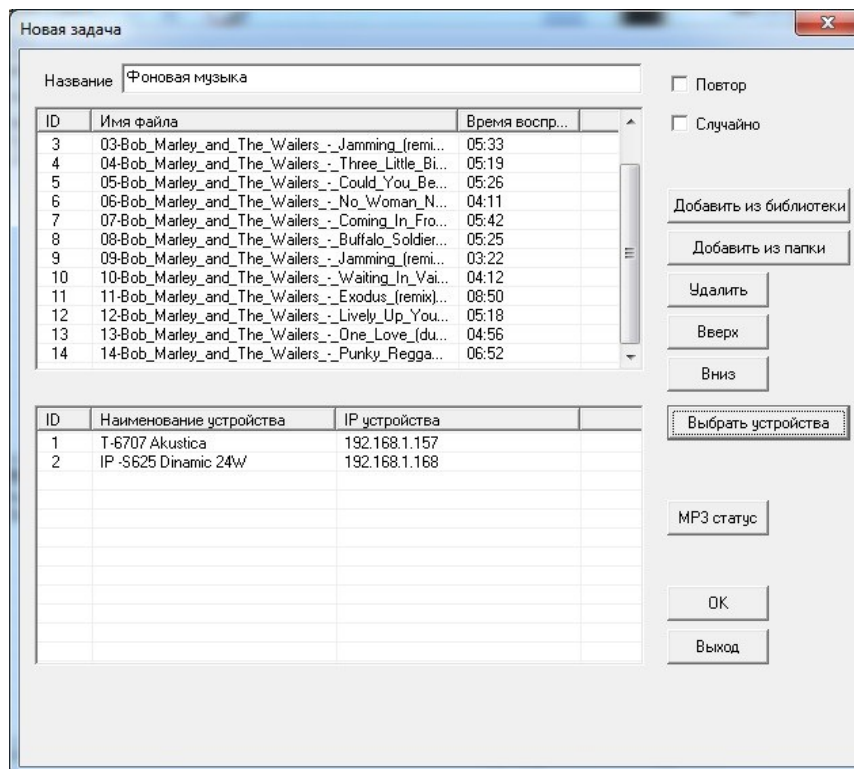 Новая задача
Название Фоновая музыка
Повтор
Случайно
ID Имя файла Время воспр...
3 03-Bob_Marley_and_The_Wailers_-_Jamming_(remi... 05:33
4 04-Bob_Marley_and_The_Wailers_-_Three_Little_Bi... 05:19
5 05-Bob_Marley_and_The_Wailers_-_Could_You_Be... 05:26
6 06-Bob_Marley_and_The_Wailers_-_No_Woman_N... 04:11
7 07-Bob_Marley_and_The_Wailers_-_Coming_In_Fro... 05:42
8 08-Bob_Marley_and_The_Wailers_-_Buffalo_Soldier... 05:25
9 09-Bob_Marley_and_The_Wailers_-_Jamming_(remi... 03:22
10 10-Bob_Marley_and_The_Wailers_-_Waiting_In_Vai... 04:12
11 11-Bob_Marley_and_The_Wailers_-_Exodus_(remix)... 08:50
12 12-Bob_Marley_and_The_Wailers_-_Lively_Up_You... 05:18
13 13-Bob_Marley_and_The_Wailers_-_One_Love_(du... 04:56
14 14-Bob_Marley_and_The_Wailers_-_Punky_Regga... 06:52
Добавить из библиотеки
Добавить из папки
Удалить
Вверх
Вниз
Выбрать устройства
ID Наименование устройства IP устройства
1 T-6707 Akustica 192.168.1.157
2 IP -S625 Dinamic 24W 192.168.1.168
MP3 статус
OK
Выход